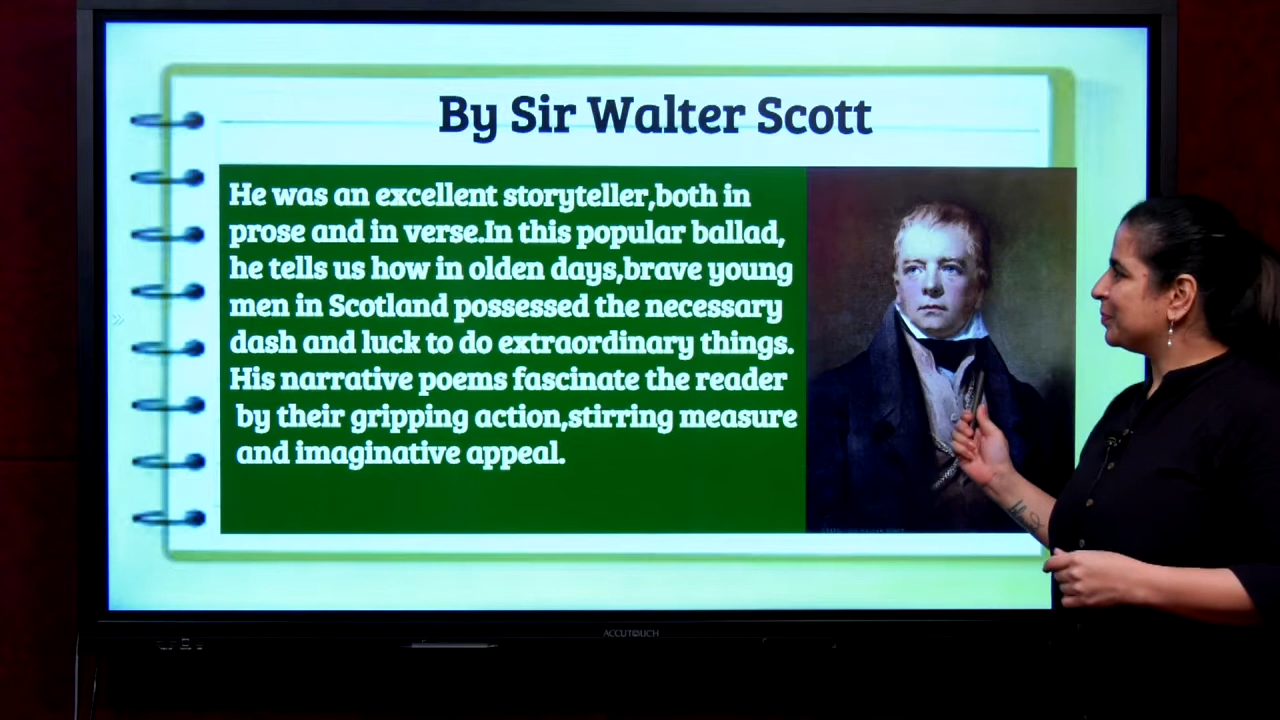 By Sir Walter Scott
He was an excellent storyteller,both in
prose and in verse.In this popular ballad,
he tells us how in olden days,brave young
men in Scotland possessed the necessary
dash and luck to do extraordinary things.
His narrative poems fascinate the reader
by their gripping action,stirring measure
and imaginative appeal.
ACCUTOUCH